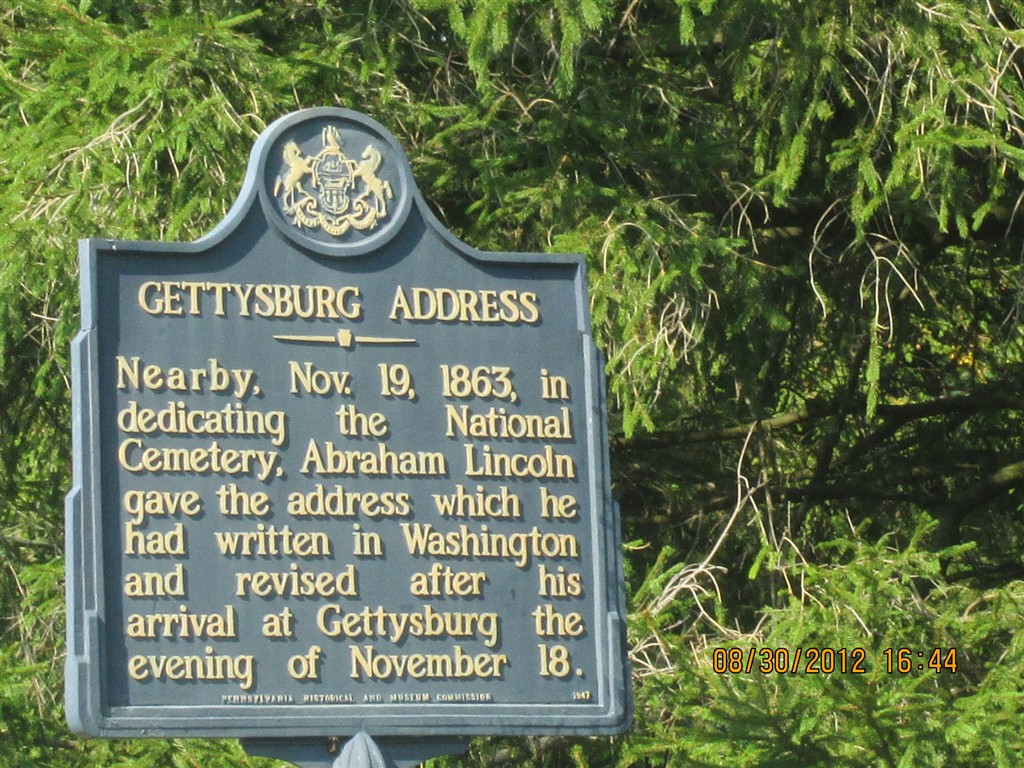 GETTYSBURG ADDRESS
Nearby, Nov. 19, 1863, in
dedicating the National
Cemetery, Abraham Lincoln
gave the address which he
had written in Washington
and revised after his
arrival at Gettysburg the
evening of November 18.
PENNSYLVANIA HISTORICAL AND MUSEUM COMMISSION 1947
08/30/2012 16:44